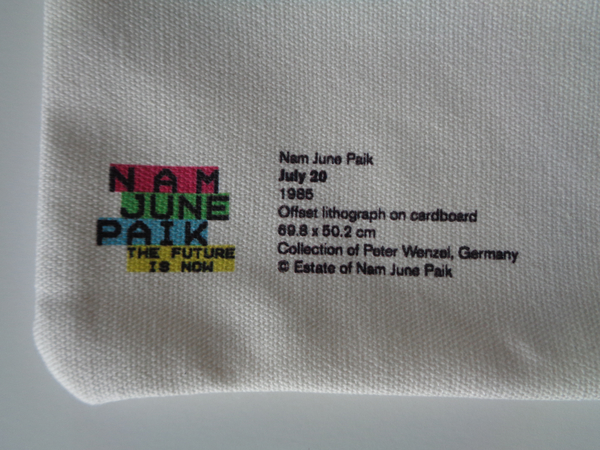 NAM
JUNE
PAIK
THE FUTURE
IS NOW
Nam June Paik
July 20
1985
Offset lithograph on cardboard
69.8 x 50.2 cm
Collection of Peter Wenzel, Germany
© Estate of Nam June Paik